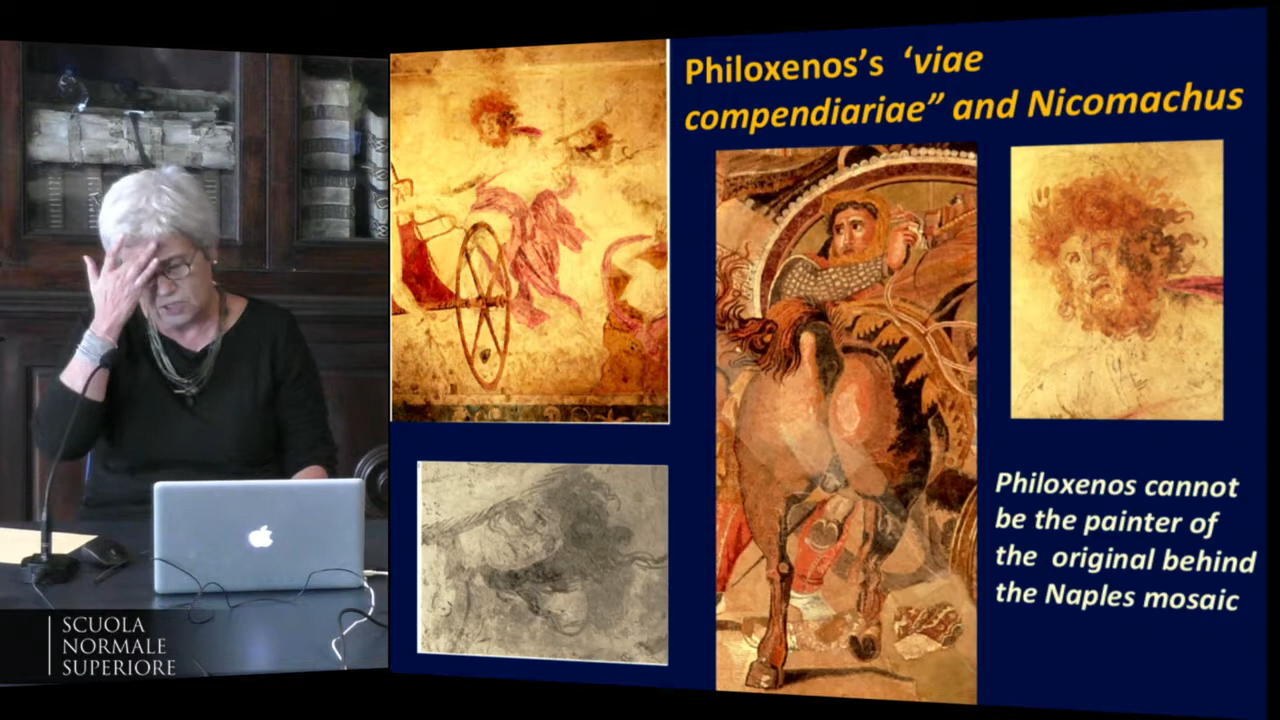 Philoxenos’s ‘viae
compendiariae” and Nicomachus
Philoxenos cannot
be the painter of
the original behind
the Naples mosaic
SCUOLA
NORMALE
SUPERIORE